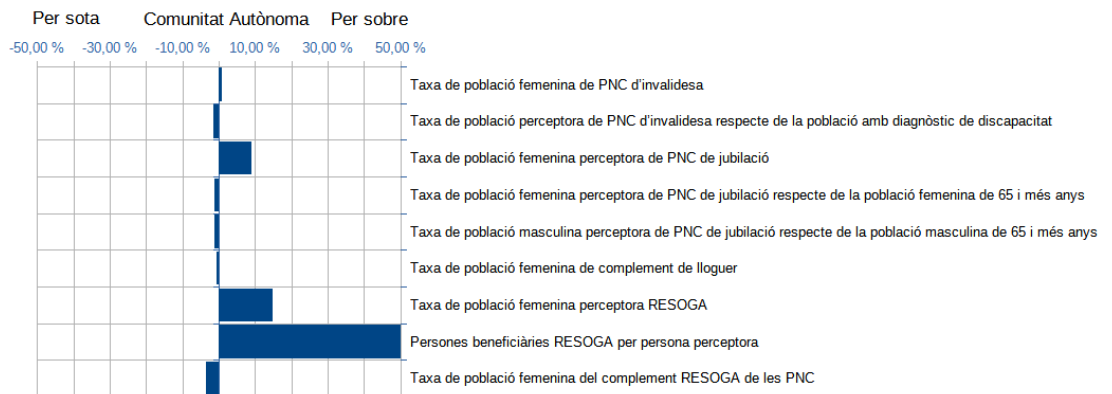 Per sota Comunitat Autònoma Per sobre
-50,00 % -30,00 % -10,00 % 10,00 % 30,00 % 50,00 %
Taxa de població femenina de PNC d'invalidesa
Taxa de població perceptora de PNC d'invalidesa respecte de la població amb diagnòstic de discapacitat
Taxa de població femenina perceptora de PNC de jubilació
Taxa de població femenina perceptora de PNC de jubilació respecte de la població femenina de 65 i més anys
Taxa de població masculina perceptora de PNC de jubilació respecte de la població masculina de 65 i més anys
Taxa de població femenina de complement de lloguer
Taxa de població femenina perceptora RESOGA
Persones beneficiàries RESOGA per persona perceptora
Taxa de població femenina del complement RESOGA de les PNC